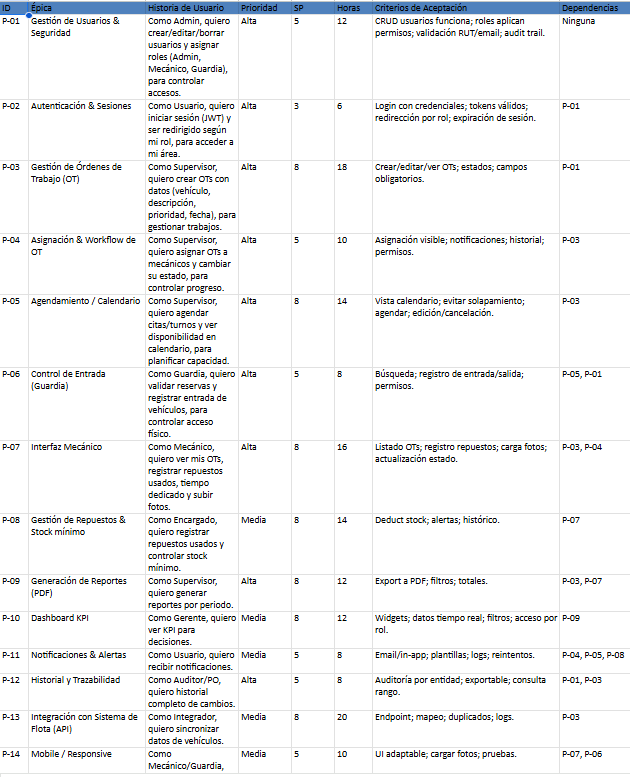 ID Épica Historia de Usuario Prioridad SP Horas Criterios de Aceptación Dependencias
P-01 Gestión de Usuarios & Como Admin, quiero Alta 5 12 CRUD usuarios funciona; roles aplican Ninguna
Seguridad crear/editar/borrar permisos; validación RUT/email; audit trail.
usuarios y asignar
roles (Admin,
Mecánico, Guardia),
para controlar
accesos.
P-02 Autenticación & Sesiones Como Usuario, quiero Alta 3 6 Login con credenciales; tokens válidos; P-01
iniciar sesión (JWT) y redirección por rol; expiración de sesión.
ser redirigido según
mi rol, para acceder a
mi área.
P-03 Gestión de Órdenes de Como Supervisor, Alta 8 18 Crear/editar/ver OTs; estados; campos P-01
Trabajo (OT) quiero crear OTs con obligatorios.
datos (vehículo,
descripción,
prioridad, fecha), para
gestionar trabajos.
P-04 Asignación & Workflow de Como Supervisor, Alta 5 10 Asignación visible; notificaciones; historial; P-03
OT quiero asignar OTs a permisos.
mecánicos y cambiar
su estado, para
controlar progreso.
P-05 Agendamiento / Calendario Como Supervisor, Alta 8 14 Vista calendario; evitar solapamiento; P-03
quiero agendar agendar; edición/cancelación.
citas/turnos y ver
disponibilidad en
calendario, para
planificar capacidad.
P-06 Control de Entrada Como Guardia, quiero Alta 5 8 Búsqueda; registro de entrada/salida; P-05, P-01
(Guardia) validar reservas y permisos.
registrar entrada de
vehículos, para
controlar acceso
físico.
P-07 Interfaz Mecánico Como Mecánico, Alta 8 16 Listado OTs; registro repuestos; carga fotos; P-03, P-04
quiero ver mis OTs, actualización estado.
registrar repuestos
usados, tiempo
dedicado y subir
fotos.
P-08 Gestión de Repuestos & Como Encargado, Media 8 14 Deduct stock; alertas; histórico. P-07
Stock mínimo quiero registrar
repuestos usados y
controlar stock
mínimo.
P-09 Generación de Reportes Como Supervisor, Alta 8 12 Export a PDF; filtros; totales. P-03, P-07
(PDF) quiero generar
reportes por periodo.
P-10 Dashboard KPI Como Gerente, quiero Media 8 12 Widgets; datos tiempo real; filtros; acceso por P-09
ver KPI para rol.
decisiones.
P-11 Notificaciones & Alertas Como Usuario, quiero Media 5 8 Email/in-app; plantillas; logs; reintentos. P-04, P-05, P-08
recibir notificaciones.
P-12 Historial y Trazabilidad Como Auditor/PO, Alta 5 8 Auditoría por entidad; exportable; consulta P-01, P-03
quiero historial rango.
completo de cambios.
P-13 Integración con Sistema de Como Integrador, Media 8 20 Endpoint; mapeo; duplicados; logs. P-03
Flota (API) quiero sincronizar
datos de vehículos.
P-14 Mobile / Responsive Como Media 5 10 UI adaptable; cargar fotos; pruebas. P-07, P-06
Mecánico/Guardia,